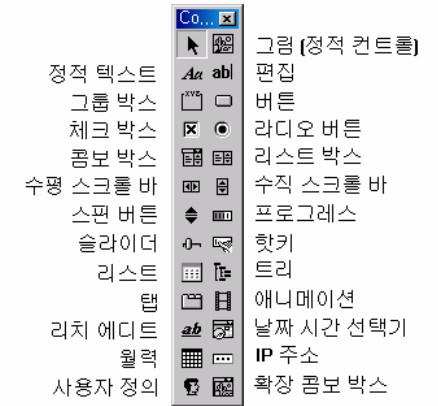 Co...
그림 (정적 컨트롤)
정적 텍스트 Aa ab| 편집
그룹 박스 xyz 버튼
체크 박스 라디오 버튼
콤보 박스 리스트 박스
수평 스크롤 바 수직 스크롤 바
스핀 버튼 프로그레스
슬라이더 핫키
리스트 트리
탭 애니메이션
리치 에디트 ab 날짜 시간 선택기
월력 IP 주소
사용자 정의 확장 콤보 박스